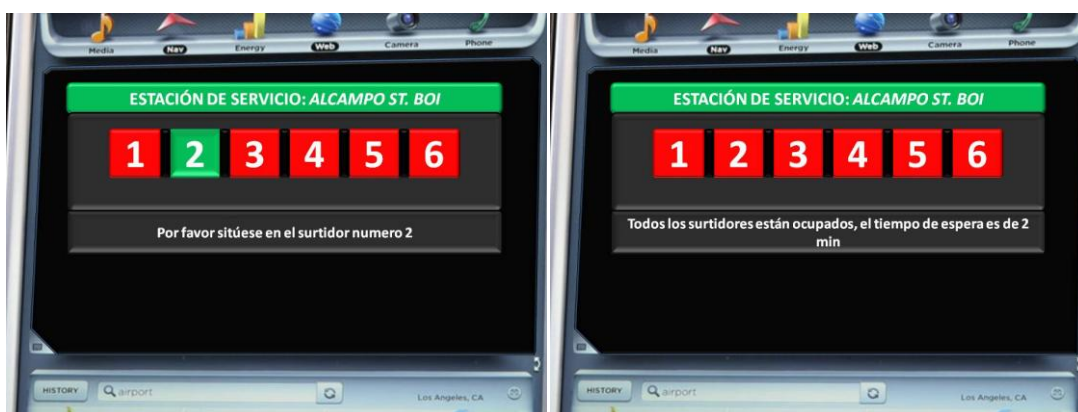 Media Nav Energy Web Camera Phone
ESTACIÓN DE SERVICIO: ALCAMPO ST. BOI
1 2 3 4 5 6
Por favor sitúese en el surtidor numero 2
HISTORY airport Los Angeles, CA
Media Nav Energy Web Camera Phone
ESTACIÓN DE SERVICIO: ALCAMPO ST. BOI
1 2 3 4 5 6
Todos los surtidores están ocupados, el tiempo de espera es de 2
min
HISTORY airport Los Angeles, CA